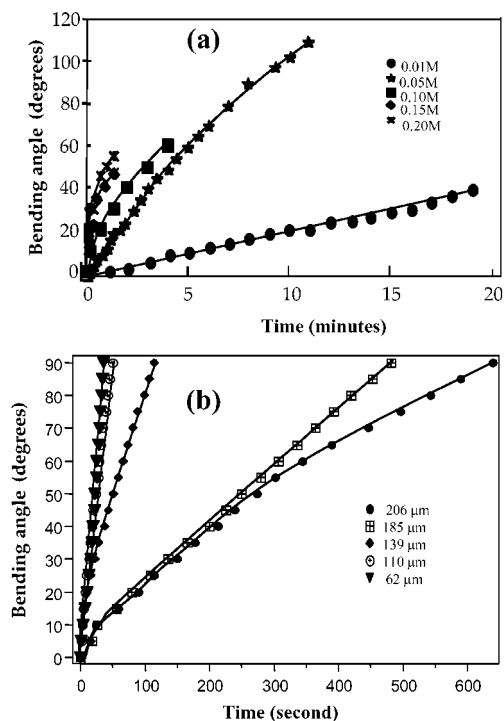 (a)
120
100
80
60
40
20
0
Bending angle (degrees)
0.01M
0.05M
0.10M
0.15M
0.20M
0 5 10 15 20
Time (minutes)
(b)
90
80
70
60
50
40
30
20
10
0
Bending angle (degrees)
206 µm
185 µm
139 µm
110 µm
62 µm
0 100 200 300 400 500 600
Time (second)